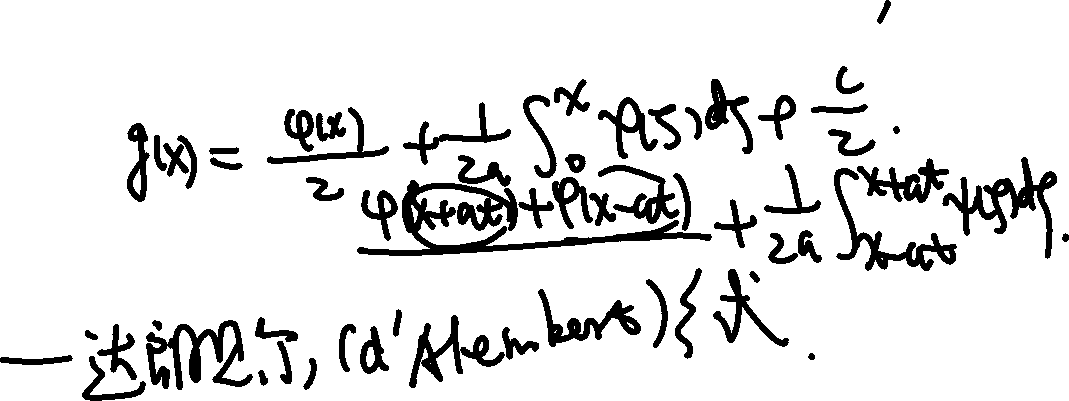 g(x) = φ(x)/2 + 1/2a ∫₀ˣ ψ(ξ)dξ + c/2.
φ(x+at)+φ(x-at) + 1/2a ∫_{x-at}^{x+at} ψ(ξ)dξ.
— 达朗贝尔, (d'Alembert) 公式.